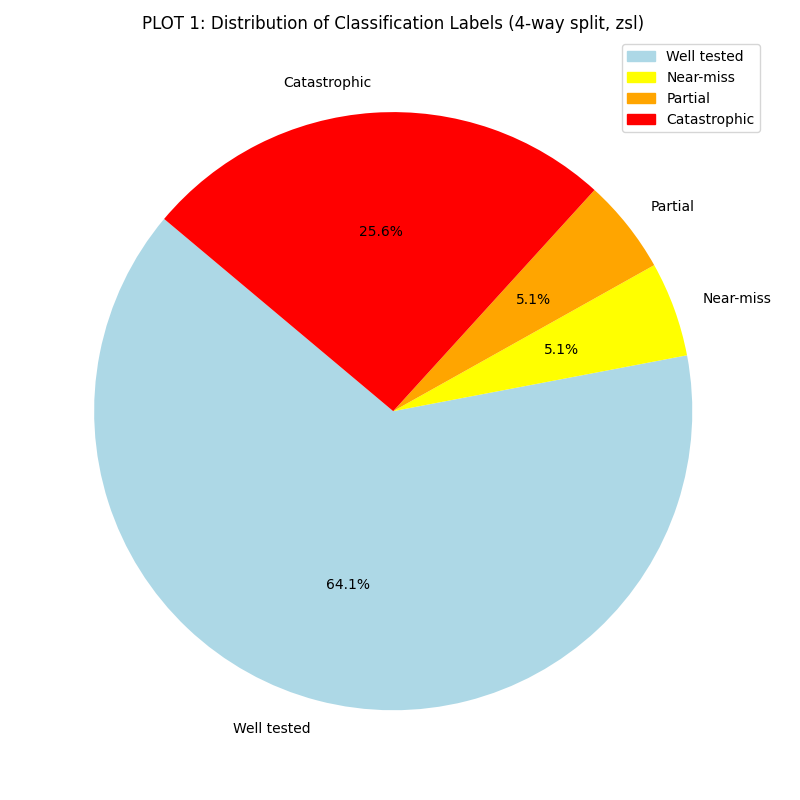 PLOT 1: Distribution of Classification Labels (4-way split, zsl)
Well tested
Near-miss
Partial
Catastrophic
Catastrophic
Partial
Near-miss
Well tested
25.6%
5.1%
5.1%
64.1%